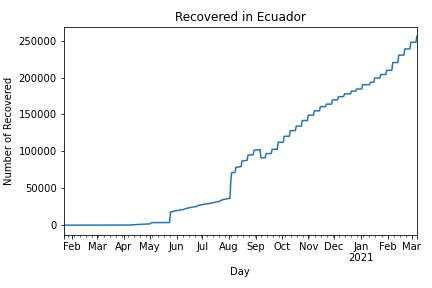 Recovered in Ecuador
250000
200000
150000
100000
50000
0
Number of Recovered
Feb Mar Apr May Jun Jul Aug Sep Oct Nov Dec Jan Feb Mar
2021
Day